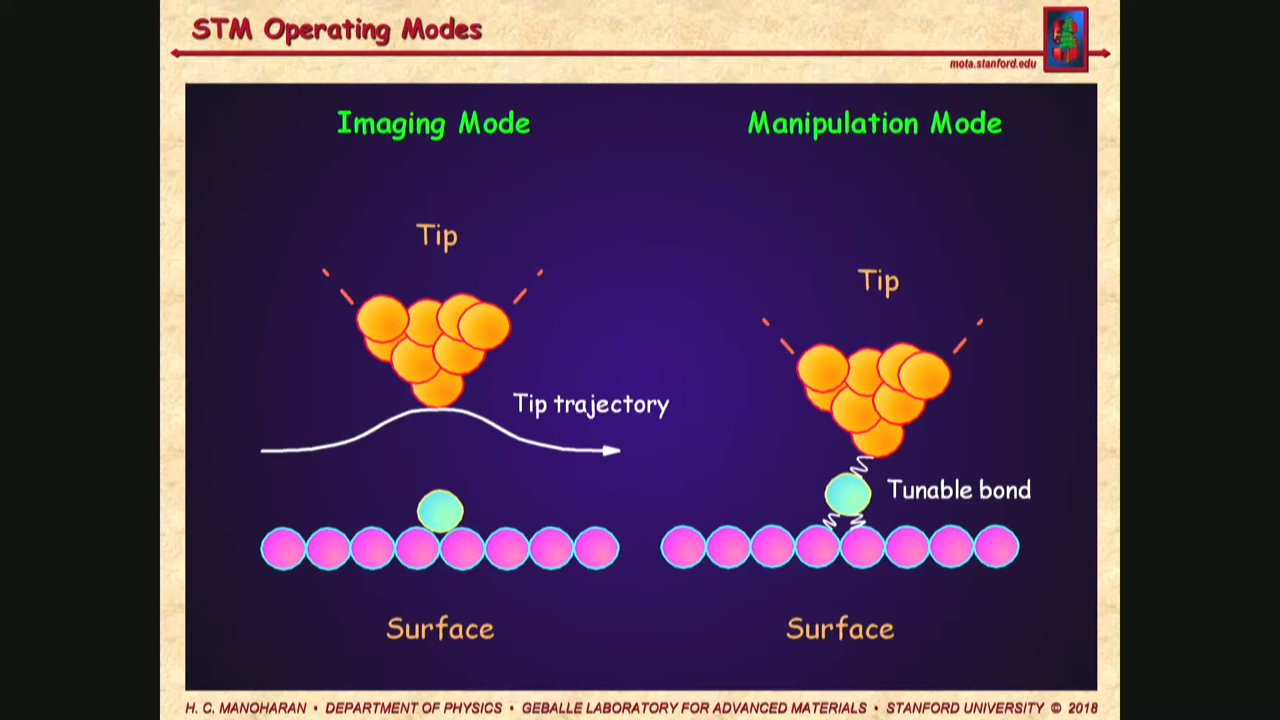 STM Operating Modes
mota.stanford.edu
Imaging Mode
Manipulation Mode
Tip
Tip
Tip trajectory
Tunable bond
Surface
Surface
H. C. MANOHARAN • DEPARTMENT OF PHYSICS • GEBALLE LABORATORY FOR ADVANCED MATERIALS • STANFORD UNIVERSITY © 2018